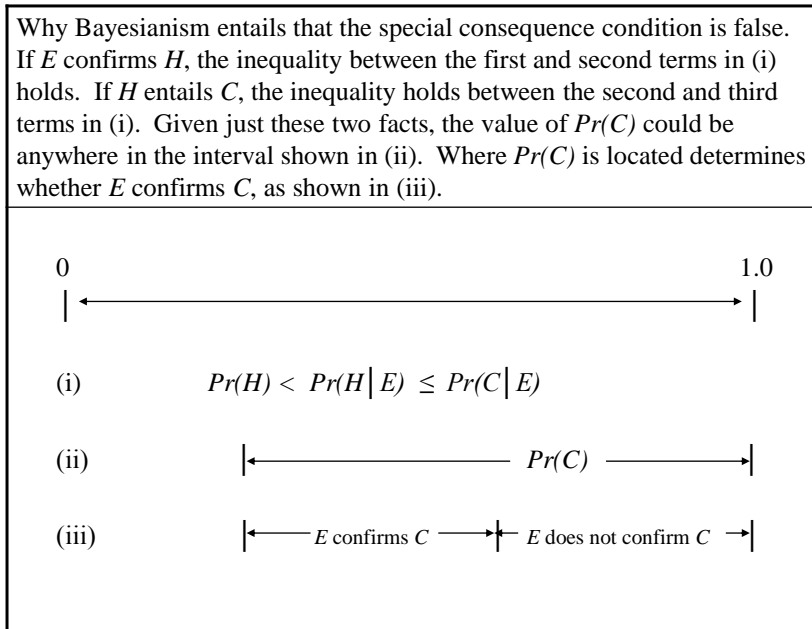 Why Bayesianism entails that the special consequence condition is false.
If E confirms H, the inequality between the first and second terms in (i)
holds. If H entails C, the inequality holds between the second and third
terms in (i). Given just these two facts, the value of Pr(C) could be
anywhere in the interval shown in (ii). Where Pr(C) is located determines
whether E confirms C, as shown in (iii).
0 1.0
(i) Pr(H) < Pr(H|E) ≤ Pr(C|E)
(ii) Pr(C)
(iii) E confirms C E does not confirm C